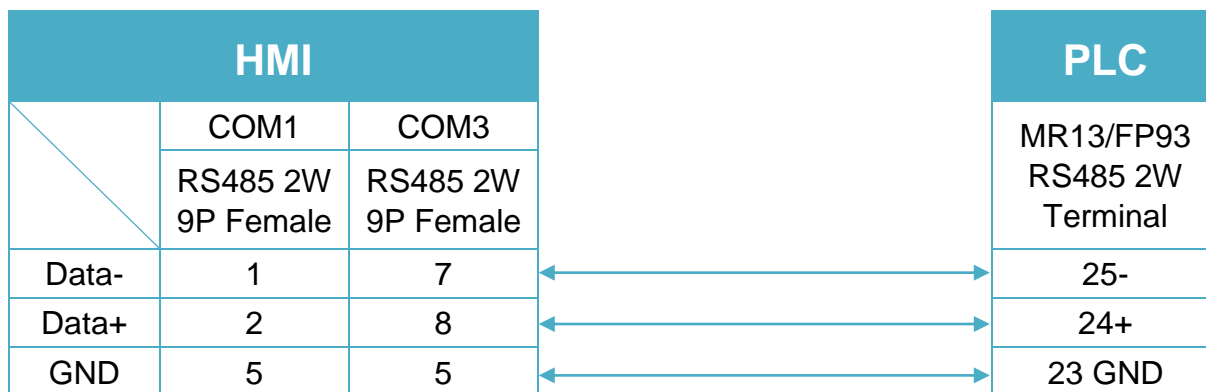 HMI
PLC
COM1
COM3
MR13/FP93
RS485 2W
Terminal
RS485 2W
9P Female
RS485 2W
9P Female
Data- 1 7 25-
Data+ 2 8 24+
GND 5 5 23 GND